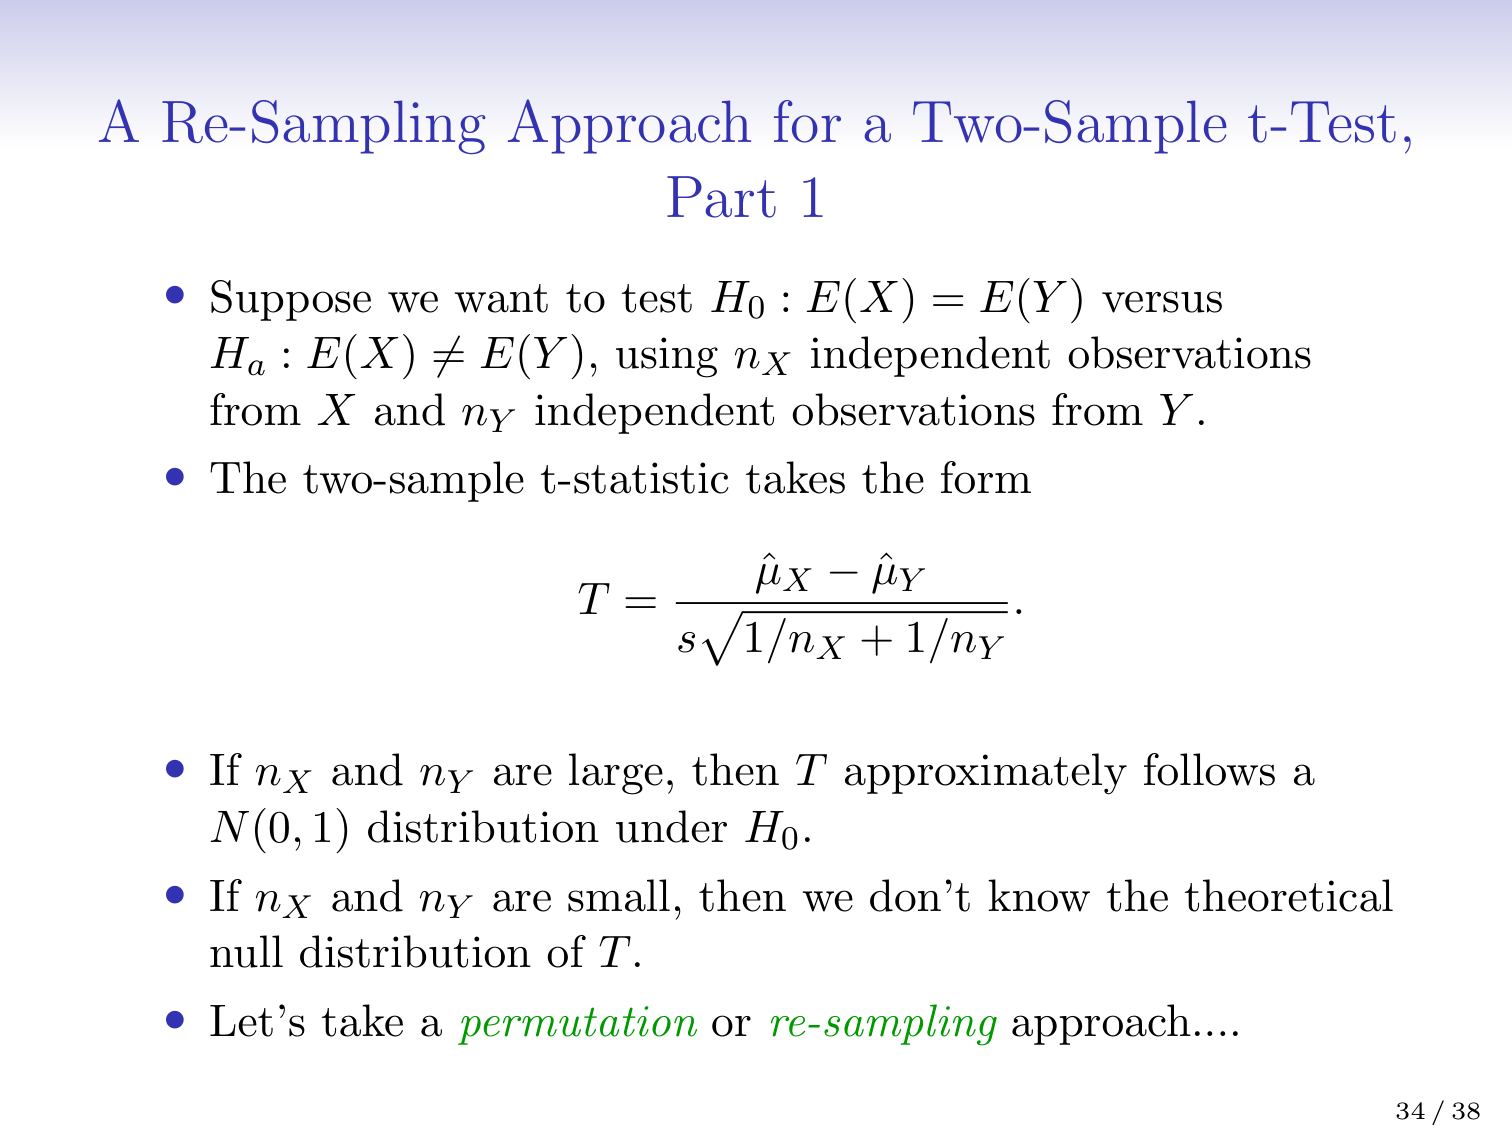 A Re-Sampling Approach for a Two-Sample t-Test,
Part 1
• Suppose we want to test H₀ : E(X) = E(Y) versus
Hₐ : E(X) ≠ E(Y), using n_X independent observations
from X and n_Y independent observations from Y.
• The two-sample t-statistic takes the form
T = \frac{\hat{μ}_X − \hat{μ}_Y}{s\sqrt{1/n_X + 1/n_Y}}.
• If n_X and n_Y are large, then T approximately follows a
N(0, 1) distribution under H₀.
• If n_X and n_Y are small, then we don't know the theoretical
null distribution of T.
• Let's take a permutation or re-sampling approach....
34 / 38